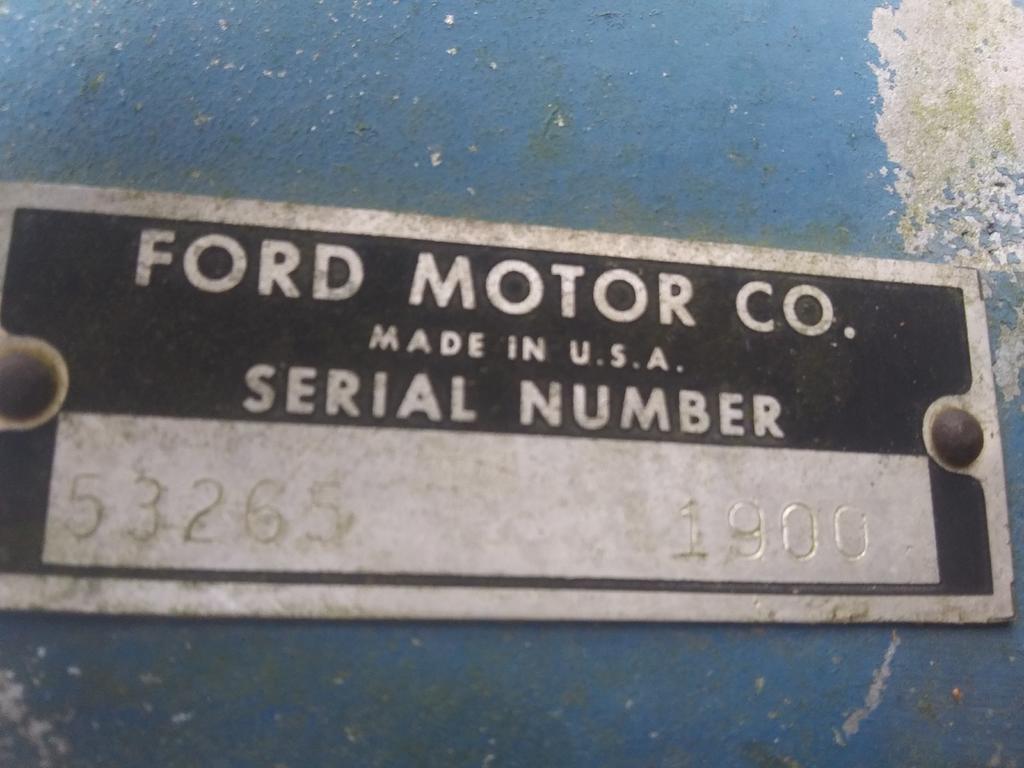 FORD MOTOR CO.
MADE IN U.S.A.
SERIAL NUMBER
53265 1900